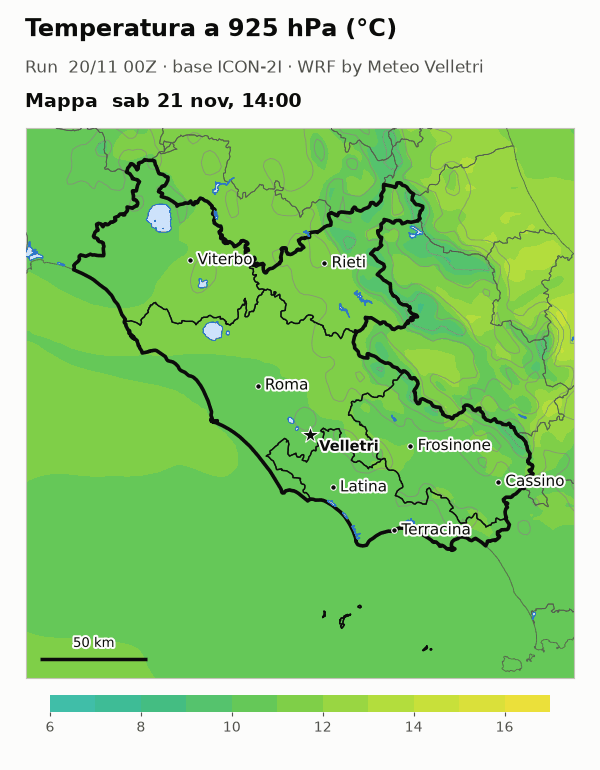 Temperatura a 925 hPa (°C)
Run  20/11 00Z · base ICON-2I · WRF by Meteo Velletri
Mappa  sab 21 nov, 14:00
Viterbo
Rieti
Roma
Velletri
Frosinone
Latina
Cassino
Terracina
50 km
6 8 10 12 14 16